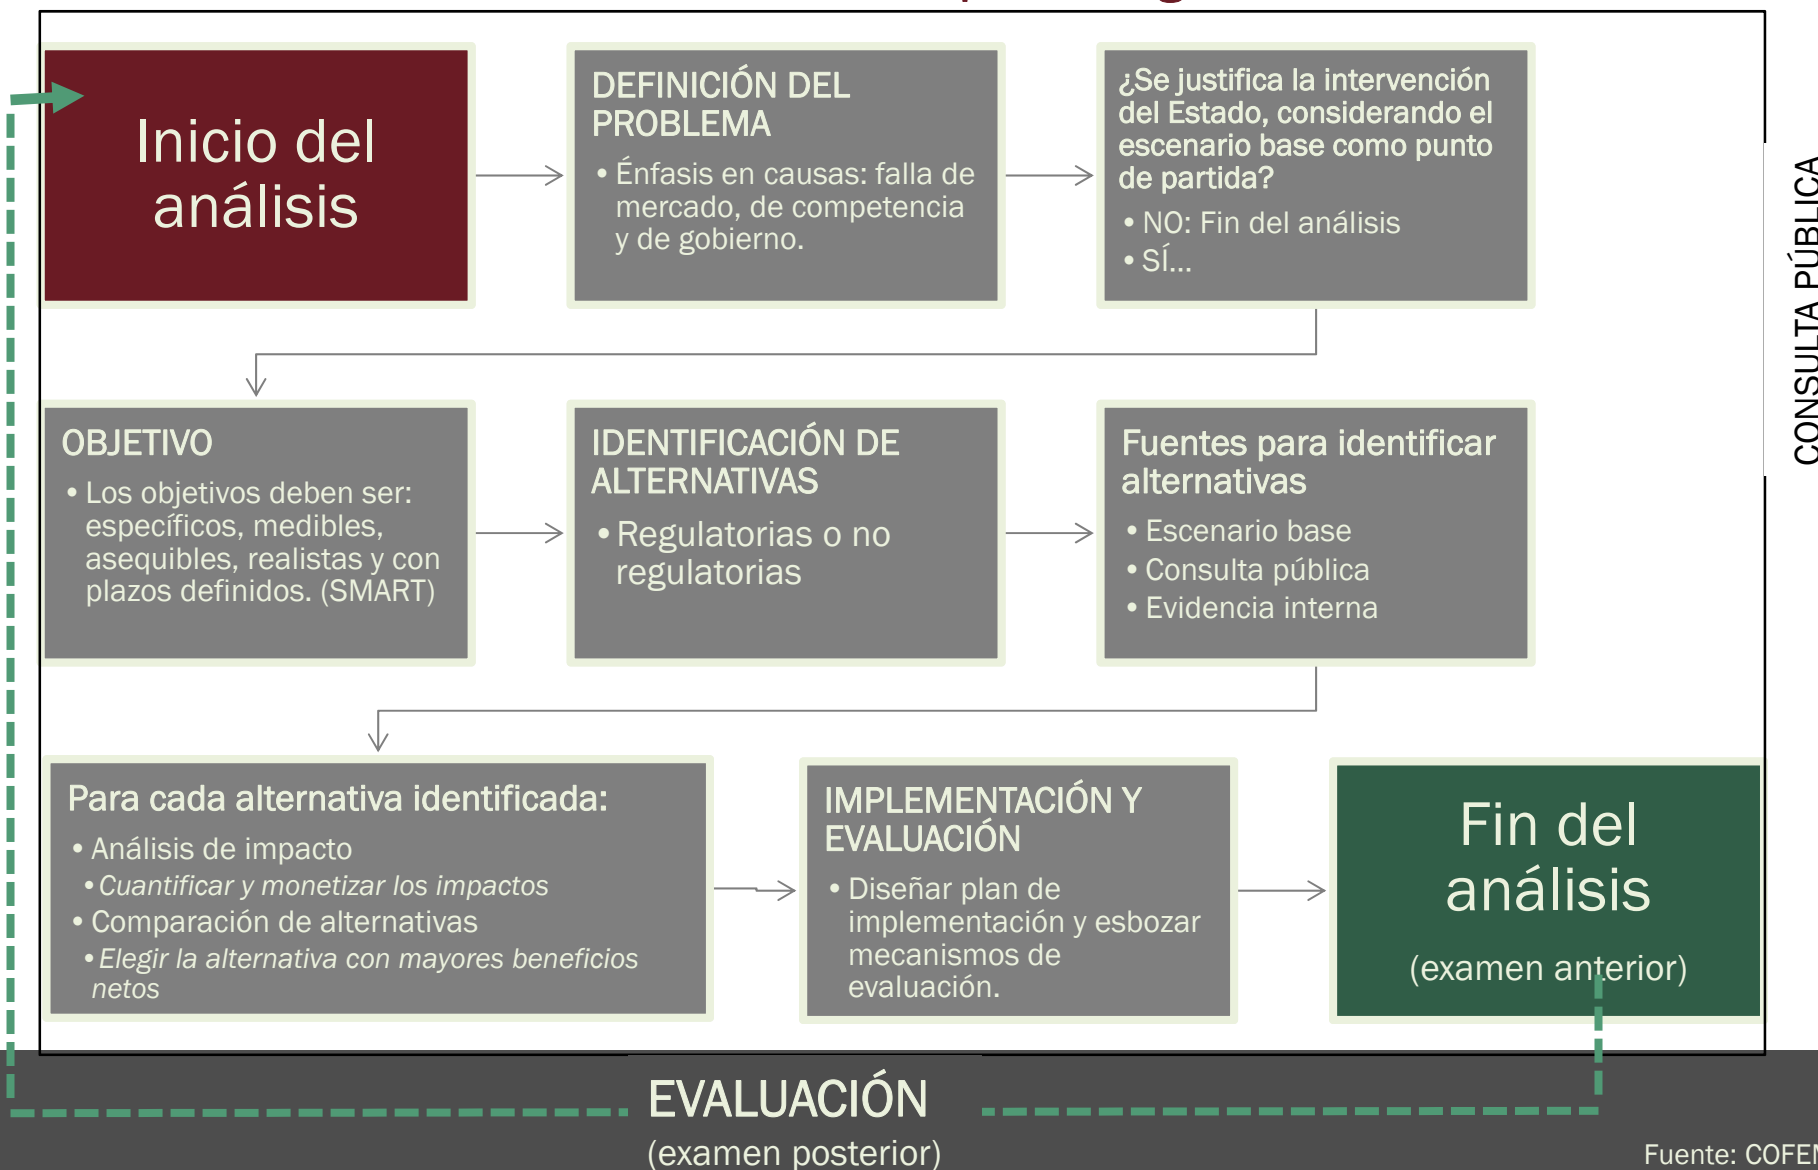 Inicio del
análisis
DEFINICIÓN DEL
PROBLEMA
• Énfasis en causas: falla de
mercado, de competencia
y de gobierno.
¿Se justifica la intervención
del Estado, considerando el
escenario base como punto
de partida?
• NO: Fin del análisis
• SÍ...
CONSULTA PÚBLICA
OBJETIVO
• Los objetivos deben ser:
específicos, medibles,
asequibles, realistas y con
plazos definidos. (SMART)
IDENTIFICACIÓN DE
ALTERNATIVAS
• Regulatorias o no
regulatorias
Fuentes para identificar
alternativas
• Escenario base
• Consulta pública
• Evidencia interna
Para cada alternativa identificada:
• Análisis de impacto
• Cuantificar y monetizar los impactos
• Comparación de alternativas
• Elegir la alternativa con mayores beneficios
netos
IMPLEMENTACIÓN Y
EVALUACIÓN
• Diseñar plan de
implementación y esbozar
mecanismos de
evaluación.
Fin del
análisis
(examen anterior)
EVALUACIÓN
(examen posterior)
Fuente: